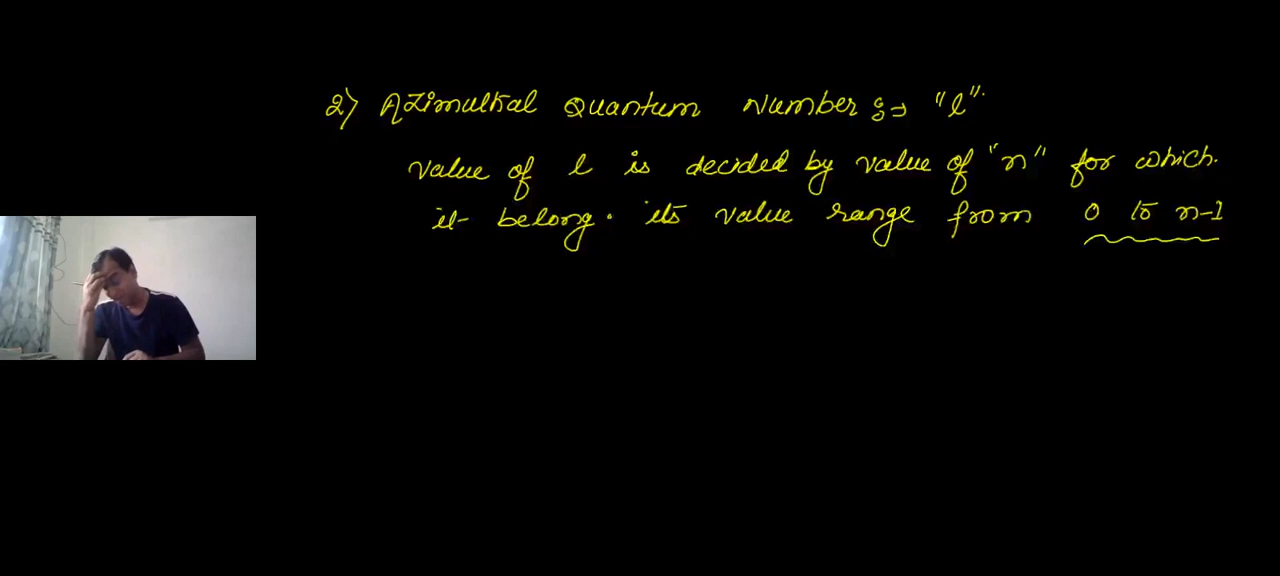 2) Azimuthal Quantum Number :→ "l".
value of l is decided by value of "n" for which.
it belong. its value range from 0 to n-1